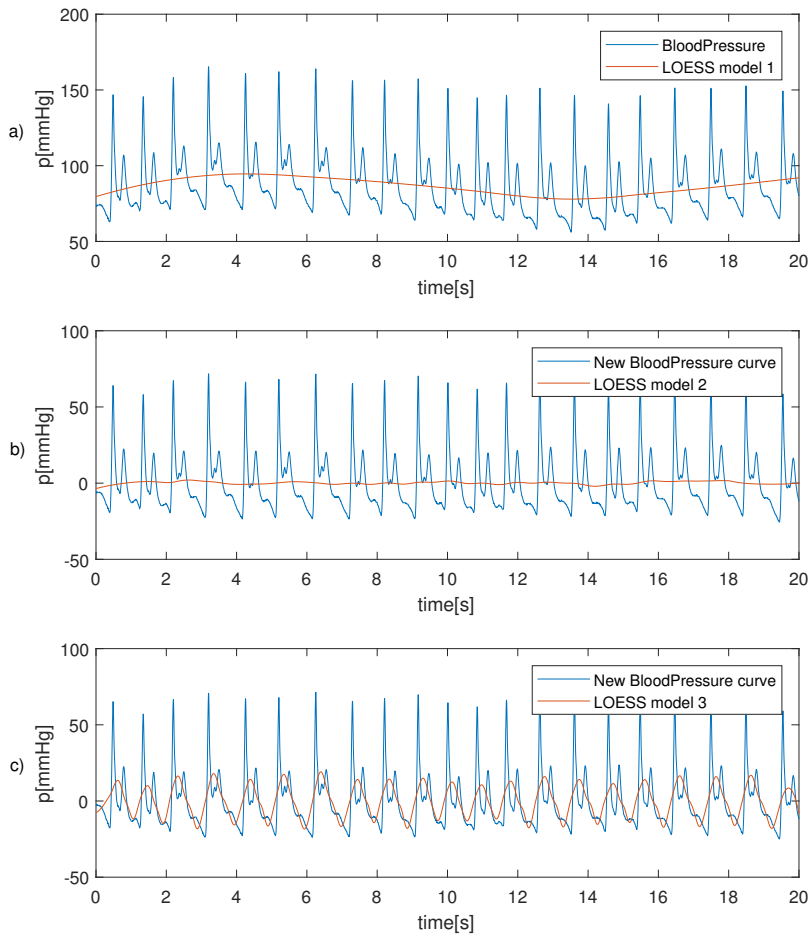 200
BloodPressure
LOESS model 1
150
a)
p[mmHg]
100
50
0 2 4 6 8 10 12 14 16 18 20
time[s]
100
New BloodPressure curve
LOESS model 2
50
b)
p[mmHg]
0
-50
0 2 4 6 8 10 12 14 16 18 20
time[s]
100
New BloodPressure curve
LOESS model 3
50
c)
p[mmHg]
0
-50
0 2 4 6 8 10 12 14 16 18 20
time[s]